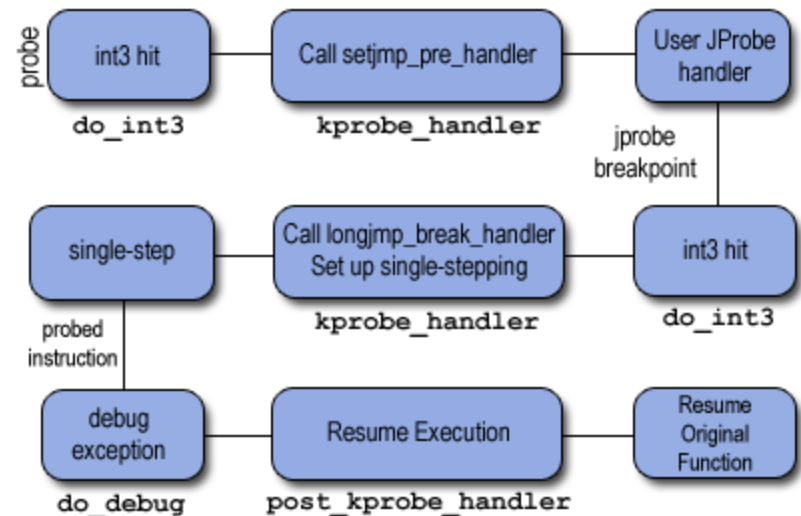 probe
int3 hit
do_int3
Call setjmp_pre_handler
kprobe_handler
User JProbe
handler
jprobe
breakpoint
int3 hit
do_int3
Call longjmp_break_handler
Set up single-stepping
kprobe_handler
single-step
probed
instruction
debug
exception
do_debug
Resume Execution
post_kprobe_handler
Resume
Original
Function